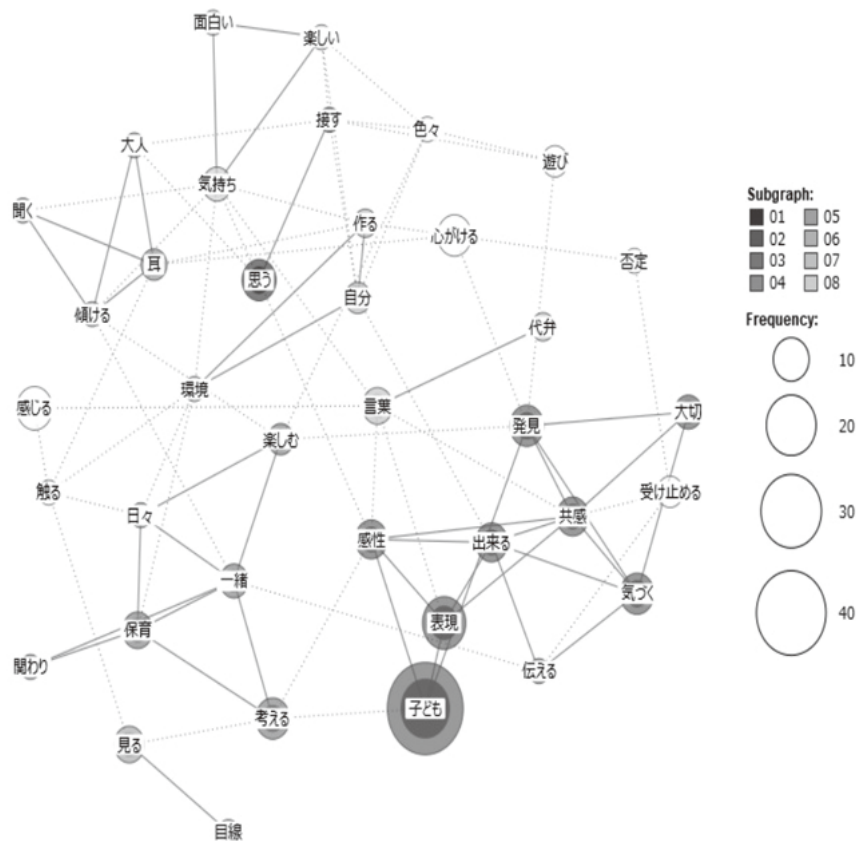 面白い
楽しい
接す
色々
大人
遊び
気持ち
聞く
作る
心がける
耳
否定
思う
自分
傾ける
代弁
環境
感じる
言葉
大切
発見
楽しむ
触る
受け止める
日々
共感
感性
出来る
一緒
気づく
表現
保育
関わり
伝える
子ども
考える
見る
目線
Subgraph:
01 05
02 06
03 07
04 08
Frequency:
10
20
30
40